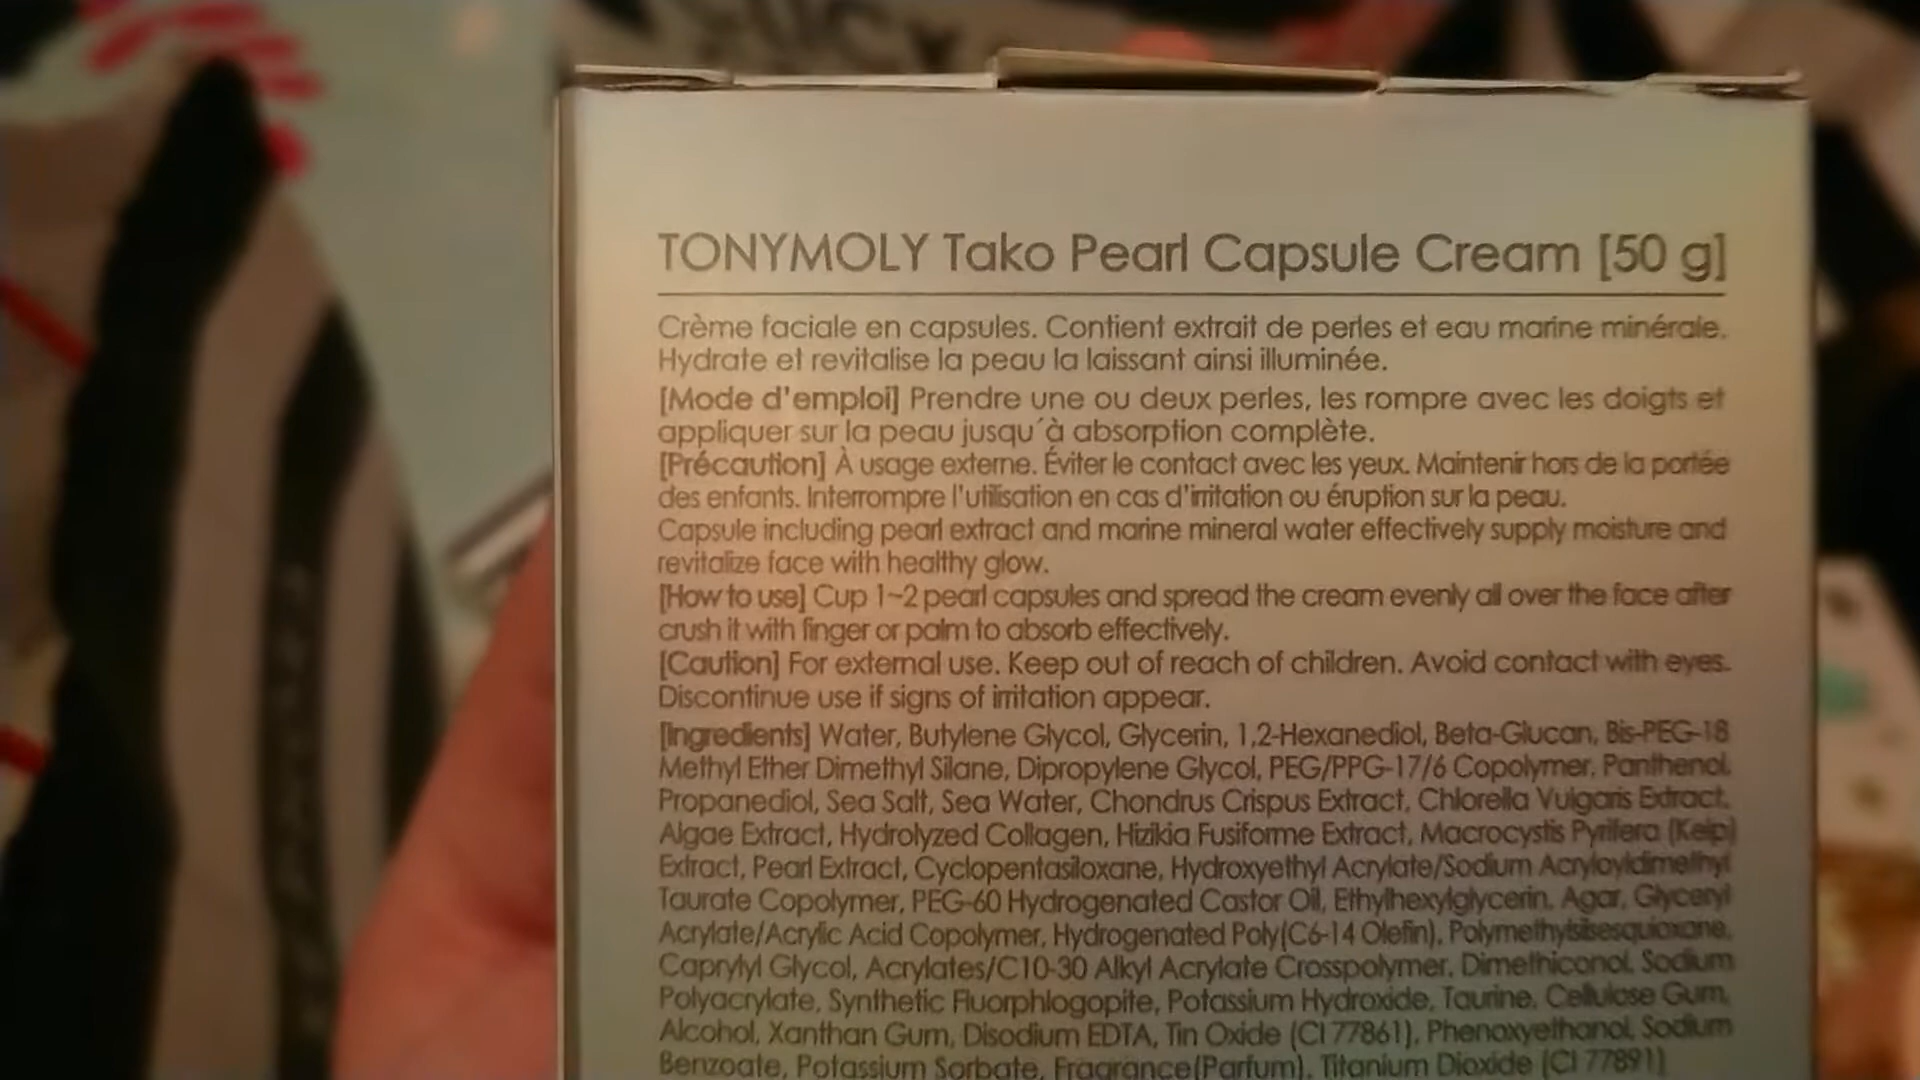 TONYMOLY Tako Pearl Capsule Cream [50 g]
Crème faciale en capsules. Contient extrait de perles et eau marine minérale.
Hydrate et revitalise la peau la laissant ainsi illuminée.
[Mode d'emploi] Prendre une ou deux perles, les rompre avec les doigts et
appliquer sur la peau jusqu´à absorption complète.
[Précaution] À usage externe. Éviter le contact avec les yeux. Maintenir hors de la portée
des enfants. Interrompre l'utilisation en cas d'irritation ou éruption sur la peau.
Capsule including pearl extract and marine mineral water effectively supply moisture and
revitalize face with healthy glow.
[How to use] Cup 1~2 pearl capsules and spread the cream evenly all over the face after
crush it with finger or palm to absorb effectively.
[Caution] For external use. Keep out of reach of children. Avoid contact with eyes.
Discontinue use if signs of irritation appear.
[Ingredients] Water, Butylene Glycol, Glycerin, 1,2-Hexanediol, Beta-Glucan, Bis-PEG-18
Methyl Ether Dimethyl Silane, Dipropylene Glycol, PEG/PPG-17/6 Copolymer, Panthenol,
Propanediol, Sea Salt, Sea Water, Chondrus Crispus Extract, Chlorella Vulgaris Extract,
Algae Extract, Hydrolyzed Collagen, Hizikia Fusiforme Extract, Macrocystis Pyrifera (Kelp)
Extract, Pearl Extract, Cyclopentasiloxane, Hydroxyethyl Acrylate/Sodium Acryloyldimethyl
Taurate Copolymer, PEG-60 Hydrogenated Castor Oil, Ethylhexylglycerin, Agar, Glyceryl
Acrylate/Acrylic Acid Copolymer, Hydrogenated Poly(C6-14 Olefin), Polymethylsilsesquioxane,
Caprylyl Glycol, Acrylates/C10-30 Alkyl Acrylate Crosspolymer, Dimethiconol, Sodium
Polyacrylate, Synthetic Fluorphlogopite, Potassium Hydroxide, Taurine, Cellulose Gum,
Alcohol, Xanthan Gum, Disodium EDTA, Tin Oxide (CI 77861), Phenoxyethanol, Sodium
Benzoate, Potassium Sorbate, Fragrance(Parfum), Titanium Dioxide (CI 77891)